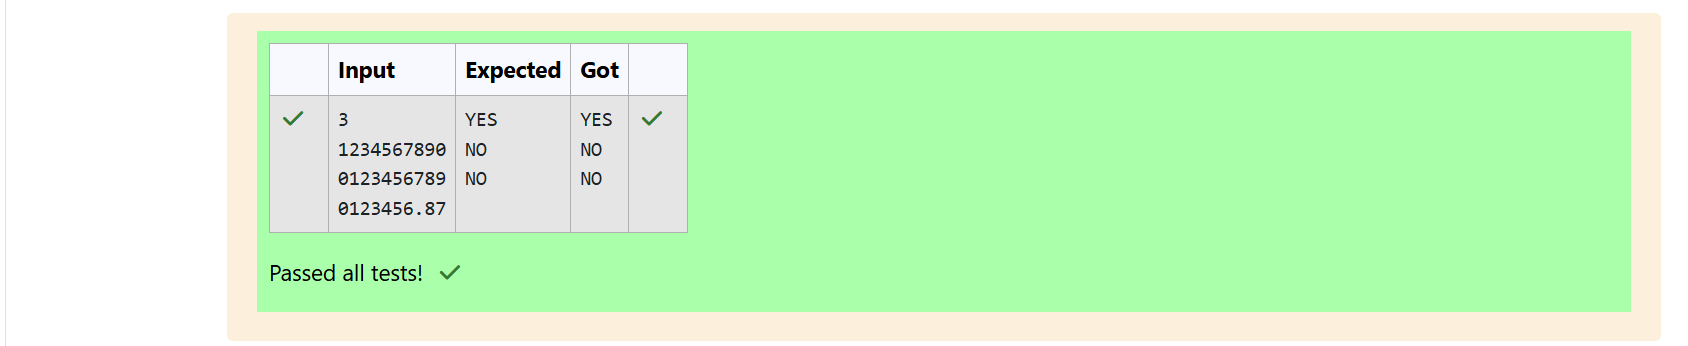 Input Expected Got
3 YES YES
1234567890 NO NO
0123456789 NO NO
0123456.87
Passed all tests!